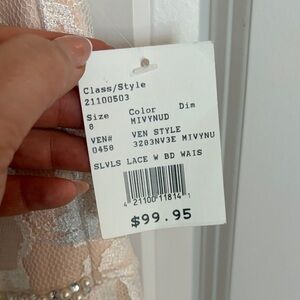 Class/Style
21100503
Size Color Dim
8 MIVYNUD
VEN# VEN STYLE
0450 3203NV3E MIVYNU
SLVLS LACE W BD WAIS
4 21100 11814 1
$99.95